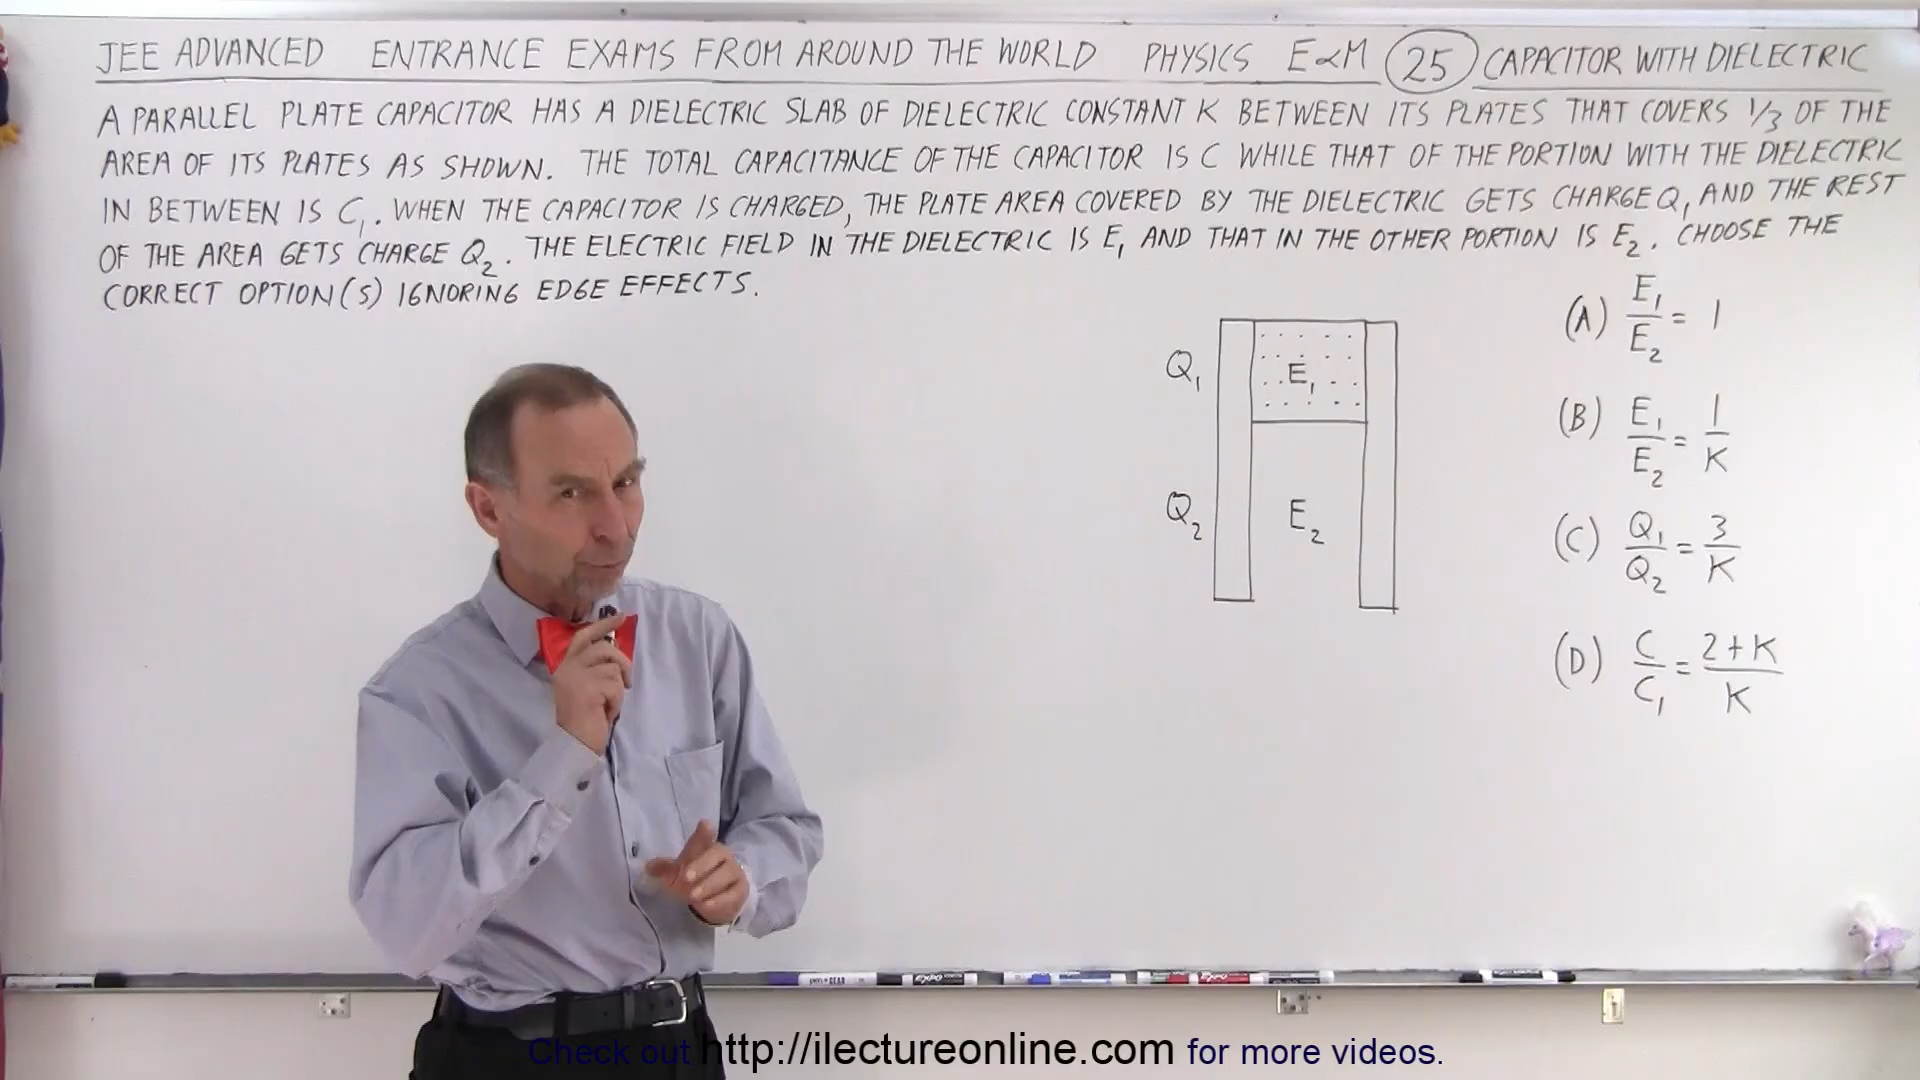 JEE ADVANCED ENTRANCE EXAMS FROM AROUND THE WORLD PHYSICS E&M 25 CAPACITOR WITH DIELECTRIC
A PARALLEL PLATE CAPACITOR HAS A DIELECTRIC SLAB OF DIELECTRIC CONSTANT K BETWEEN ITS PLATES THAT COVERS 1/3 OF THE
AREA OF ITS PLATES AS SHOWN. THE TOTAL CAPACITANCE OF THE CAPACITOR IS C WHILE THAT OF THE PORTION WITH THE DIELECTRIC
IN BETWEEN IS C₁. WHEN THE CAPACITOR IS CHARGED, THE PLATE AREA COVERED BY THE DIELECTRIC GETS CHARGE Q₁ AND THE REST
OF THE AREA GETS CHARGE Q₂. THE ELECTRIC FIELD IN THE DIELECTRIC IS E₁ AND THAT IN THE OTHER PORTION IS E₂. CHOOSE THE
CORRECT OPTION(S) IGNORING EDGE EFFECTS.
Q₁ E₁
Q₂ E₂
(A) E₁/E₂ = 1
(B) E₁/E₂ = 1/K
(C) Q₁/Q₂ = 3/K
(D) C/C₁ = 2+K/K
EXPO
Check out http://ilectureonline.com for more videos.